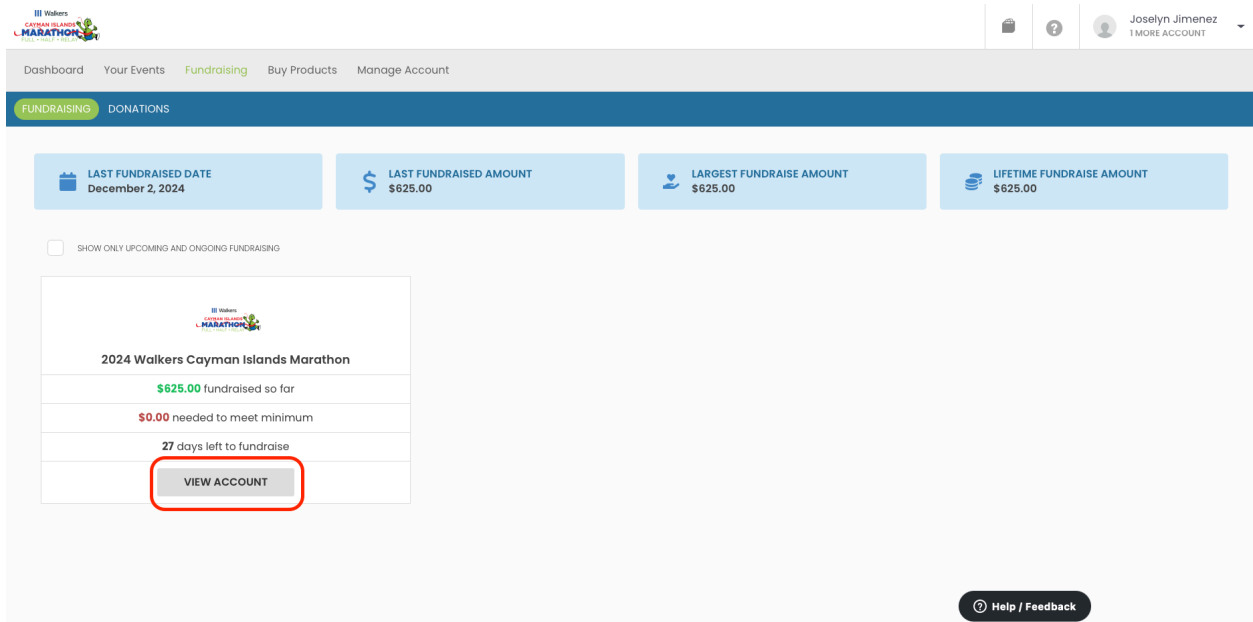 Walkers
CAYMAN ISLANDS
MARATHON
FULL • HALF • RELAY
Joselyn Jimenez
1 MORE ACCOUNT
Dashboard Your Events Fundraising Buy Products Manage Account
FUNDRAISING DONATIONS
LAST FUNDRAISED DATE
December 2, 2024
LAST FUNDRAISED AMOUNT
$625.00
LARGEST FUNDRAISE AMOUNT
$625.00
LIFETIME FUNDRAISE AMOUNT
$625.00
SHOW ONLY UPCOMING AND ONGOING FUNDRAISING
Walkers
CAYMAN ISLANDS
MARATHON
2024 Walkers Cayman Islands Marathon
$625.00 fundraised so far
$0.00 needed to meet minimum
27 days left to fundraise
VIEW ACCOUNT
? Help / Feedback